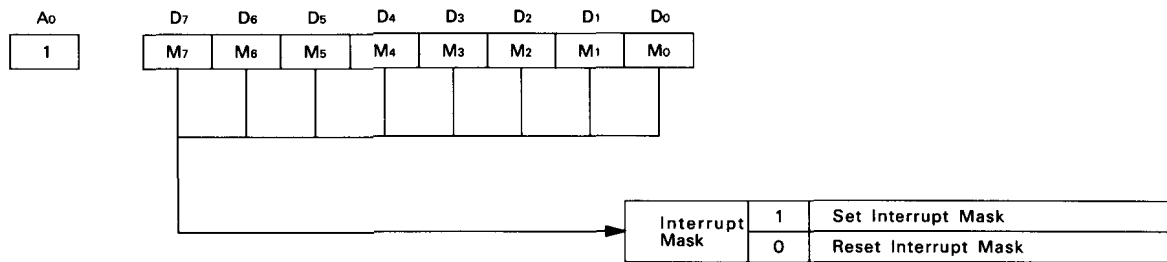 A0 D7 D6 D5 D4 D3 D2 D1 D0
1 M7 M6 M5 M4 M3 M2 M1 M0
Interrupt Mask 1 Set Interrupt Mask
0 Reset Interrupt Mask